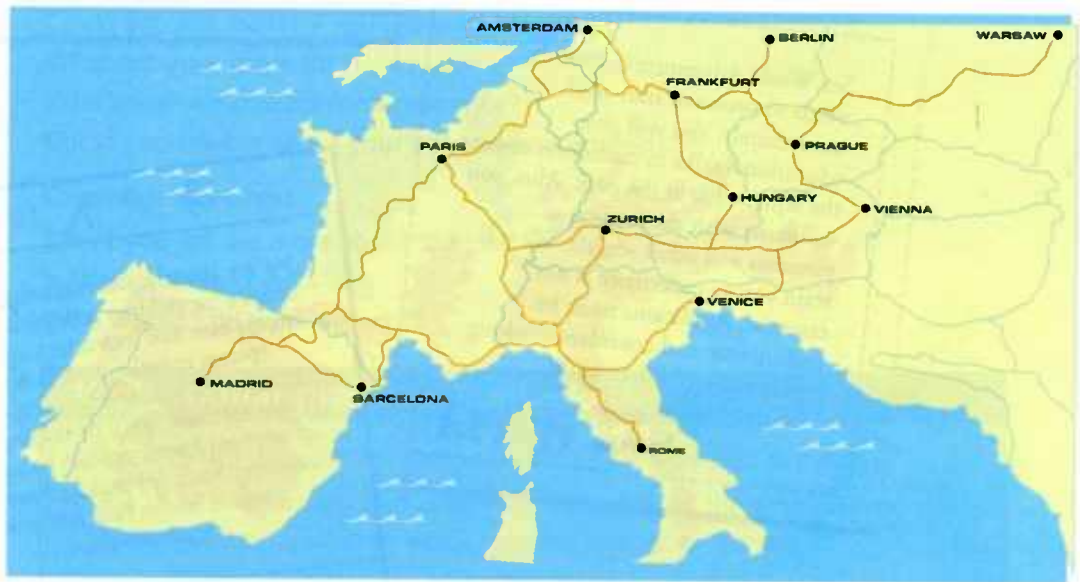 AMSTERDAM
BERLIN
WARSAW
FRANKFURT
PRAGUE
PARIS
HUNGARY
VIENNA
ZURICH
VENICE
MADRID
BARCELONA
ROME